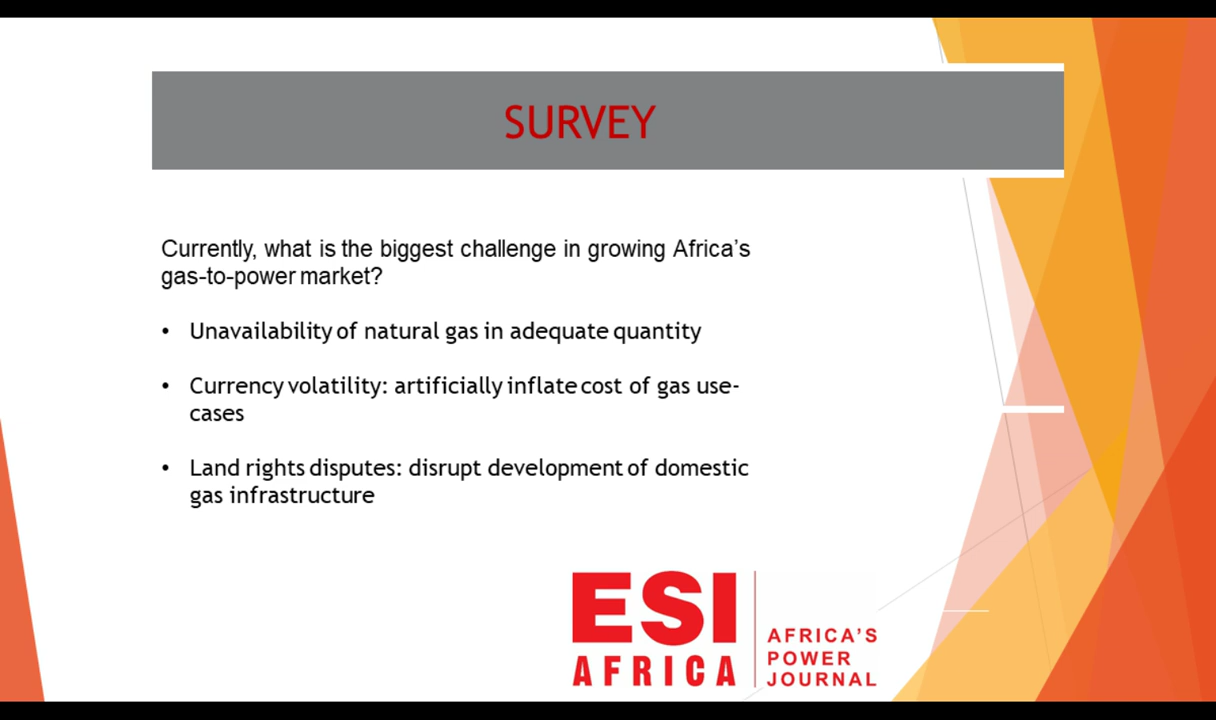 SURVEY
Currently, what is the biggest challenge in growing Africa’s
gas-to-power market?
• Unavailability of natural gas in adequate quantity
• Currency volatility: artificially inflate cost of gas use-
cases
• Land rights disputes: disrupt development of domestic
gas infrastructure
ESI
AFRICA
AFRICA’S
POWER
JOURNAL